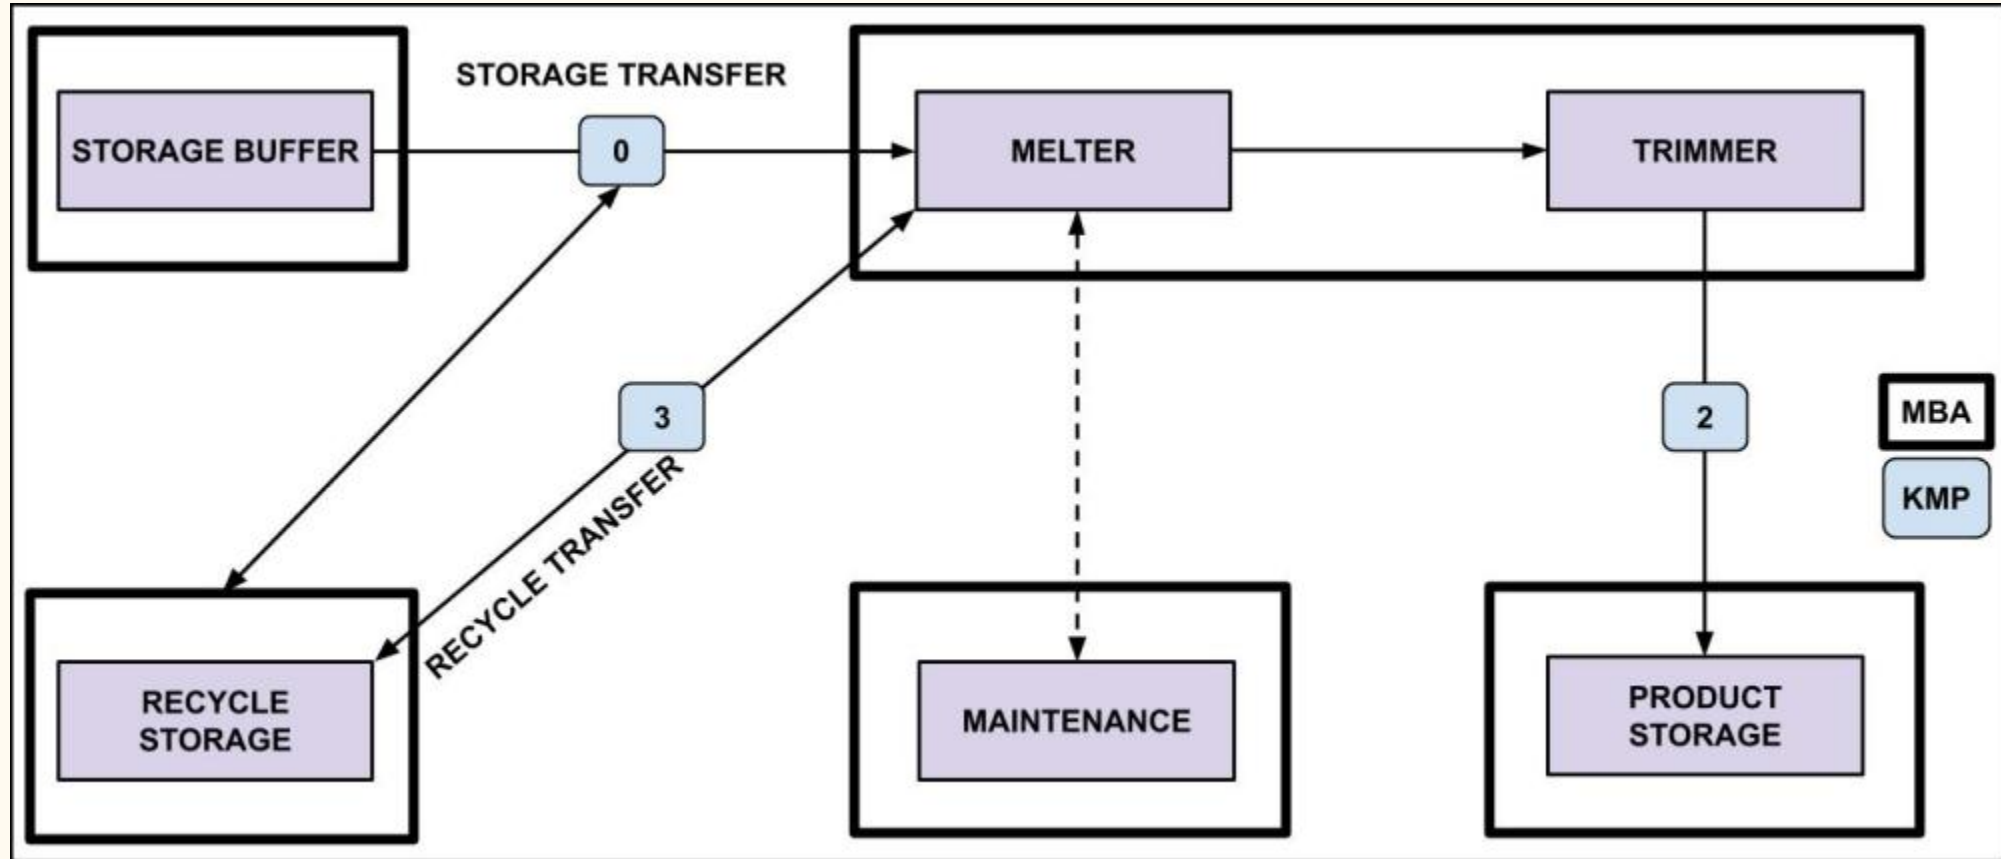 STORAGE TRANSFER
STORAGE BUFFER
0
MELTER
TRIMMER
3
2
MBA
KMP
RECYCLE TRANSFER
RECYCLE
STORAGE
MAINTENANCE
PRODUCT
STORAGE